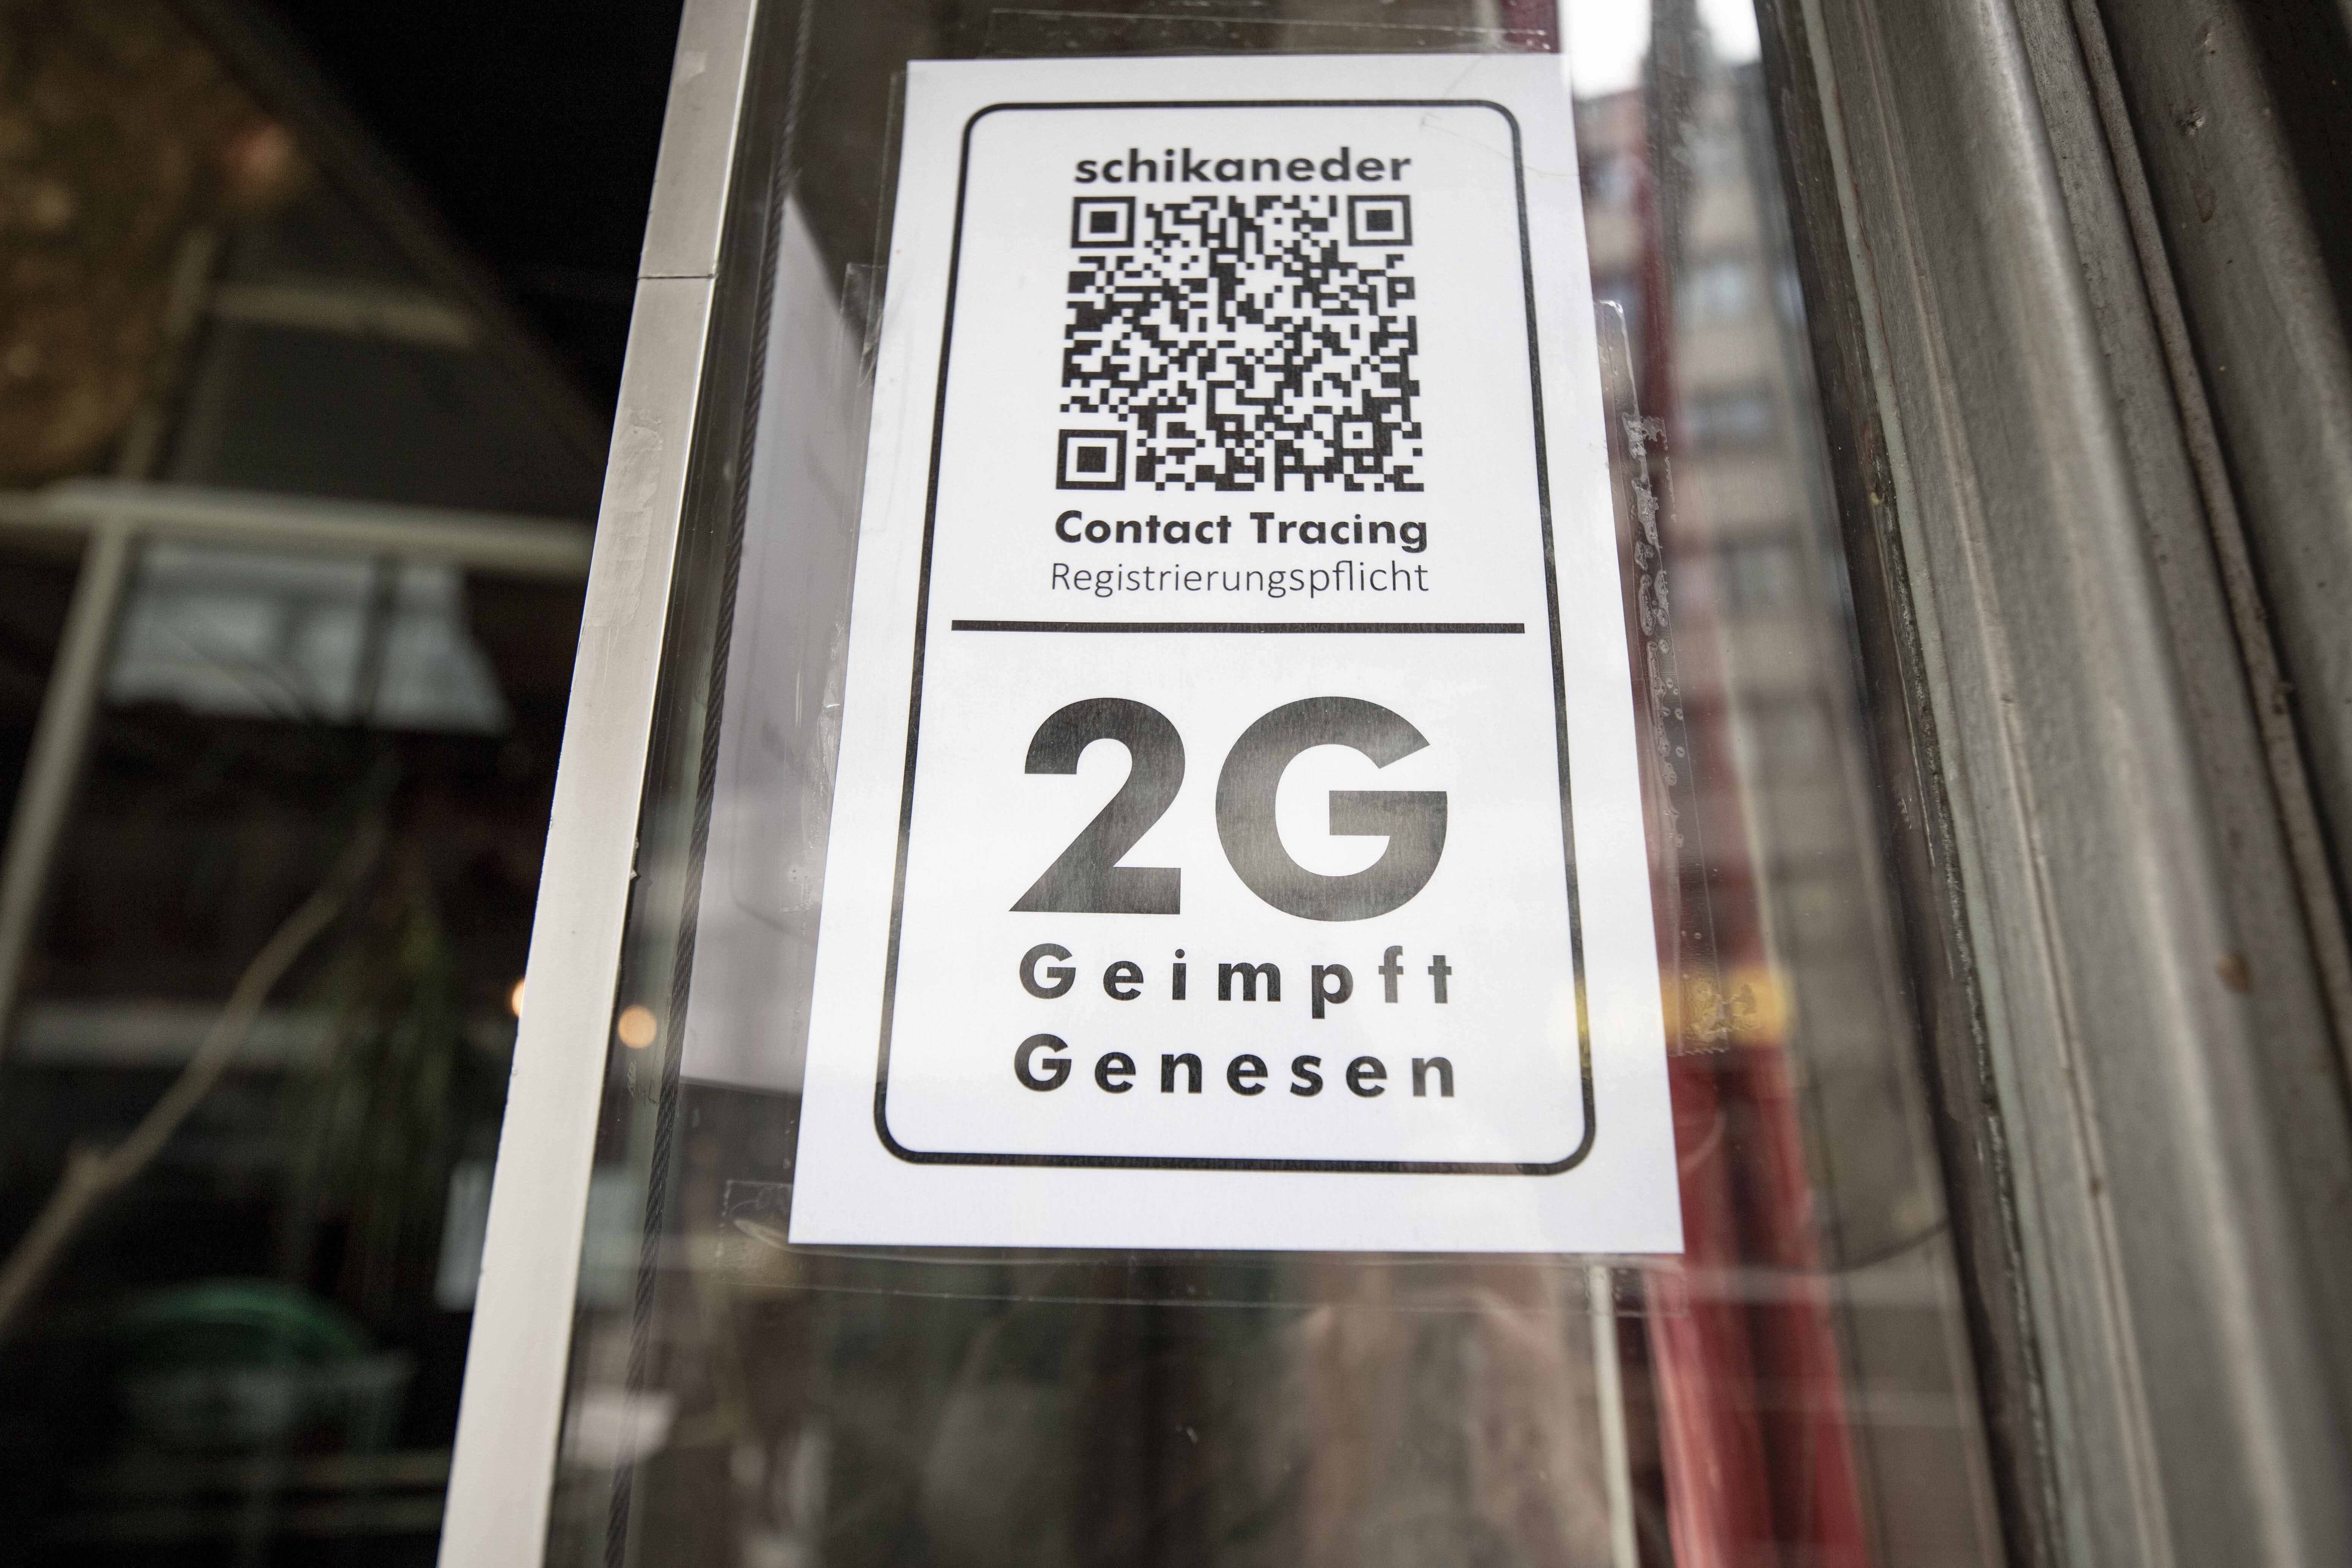 schikaneder
Contact Tracing
Registrierungspflicht
2G
Geimpft
Genesen